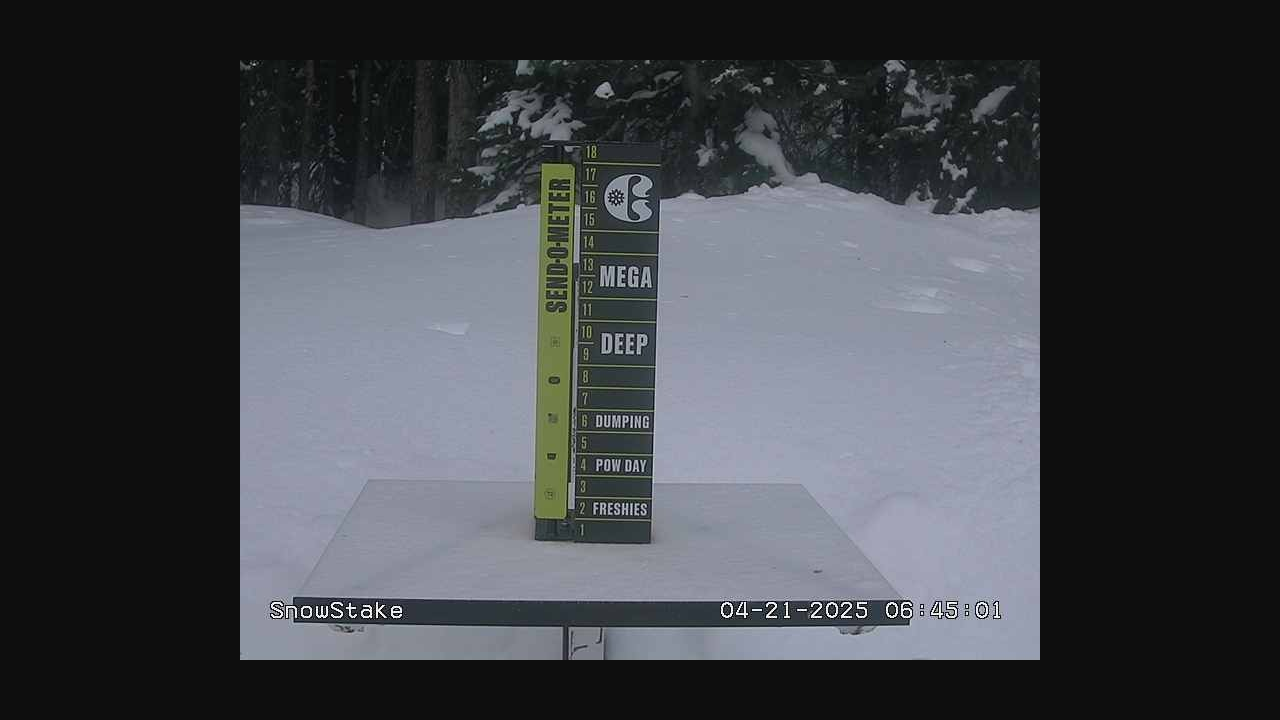 SEND·O·METER
18
17
16
15
14
13
MEGA
12
11
10
DEEP
9
8
7
6 DUMPING
5
4 POW DAY
3
2 FRESHIES
1
SnowStake
04-21-2025 06:45:01